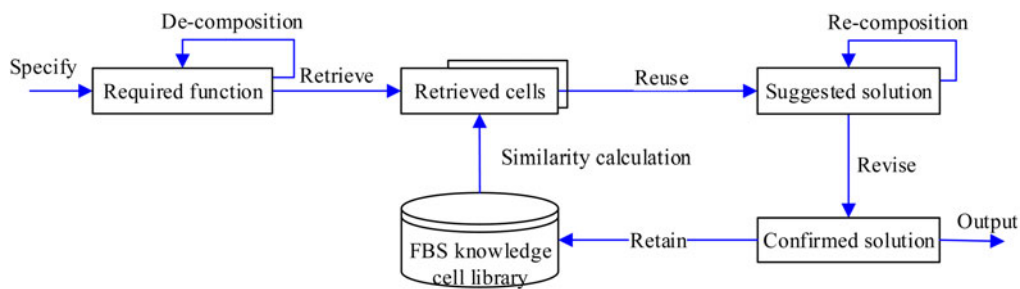 De-composition
Re-composition
Specify
Required function
Retrieve
Retrieved cells
Reuse
Suggested solution
Similarity calculation
Revise
FBS knowledge
cell library
Retain
Confirmed solution
Output